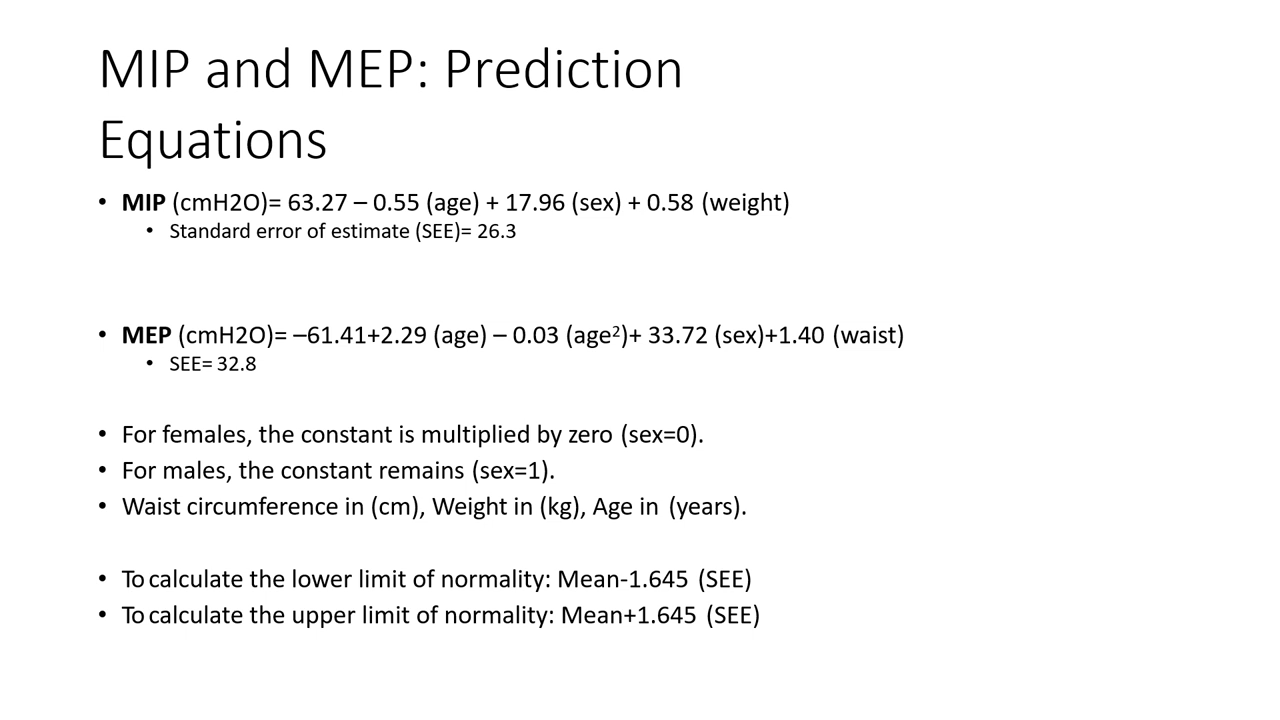 MIP and MEP: Prediction
Equations
• MIP (cmH2O)= 63.27 – 0.55 (age) + 17.96 (sex) + 0.58 (weight)
• Standard error of estimate (SEE)= 26.3
• MEP (cmH2O)= –61.41+2.29 (age) – 0.03 (age²)+ 33.72 (sex)+1.40 (waist)
• SEE= 32.8
• For females, the constant is multiplied by zero (sex=0).
• For males, the constant remains (sex=1).
• Waist circumference in (cm), Weight in (kg), Age in (years).
• To calculate the lower limit of normality: Mean-1.645 (SEE)
• To calculate the upper limit of normality: Mean+1.645 (SEE)